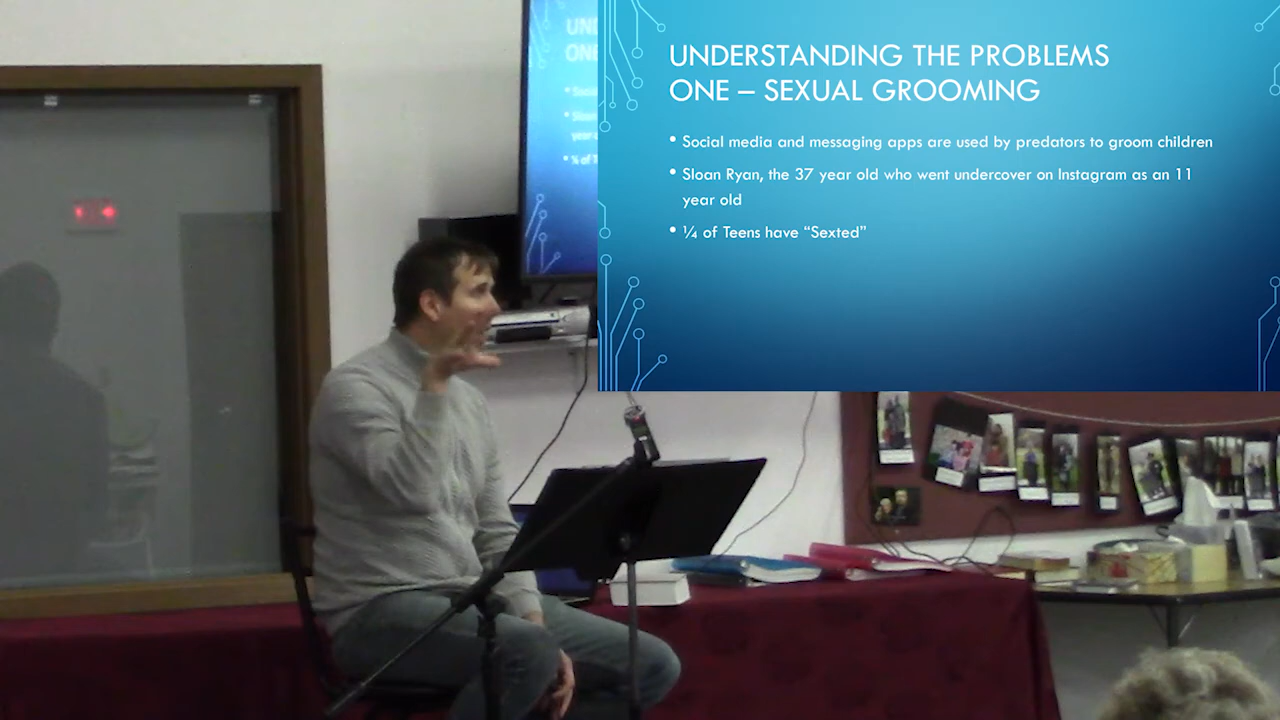 UNDERSTANDING THE PROBLEMS
ONE – SEXUAL GROOMING
• Social media and messaging apps are used by predators to groom children
• Sloan Ryan, the 37 year old who went undercover on Instagram as an 11
year old
• ¼ of Teens have “Sexted”
UN
ONE